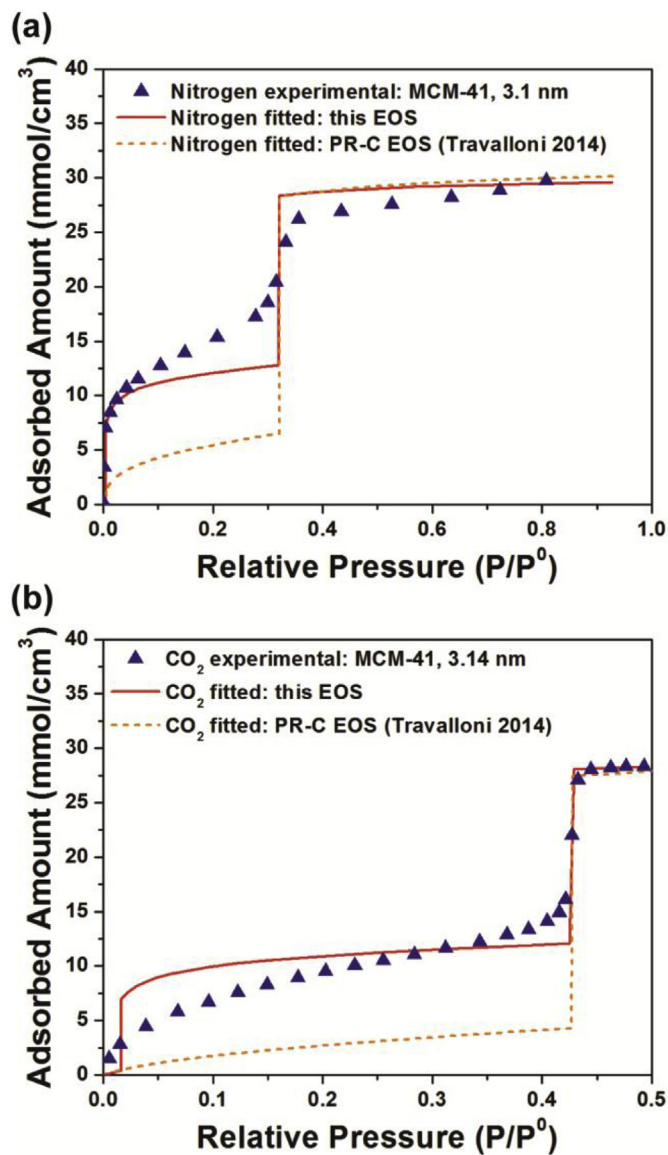 (a)
Adsorbed Amount (mmol/cm³)
40
35
30
25
20
15
10
5
0
Nitrogen experimental: MCM-41, 3.1 nm
Nitrogen fitted: this EOS
Nitrogen fitted: PR-C EOS (Travalloni 2014)
0.0 0.2 0.4 0.6 0.8 1.0
Relative Pressure (P/P⁰)
(b)
Adsorbed Amount (mmol/cm³)
40
35
30
25
20
15
10
5
0
CO₂ experimental: MCM-41, 3.14 nm
CO₂ fitted: this EOS
CO₂ fitted: PR-C EOS (Travalloni 2014)
0.0 0.1 0.2 0.3 0.4 0.5
Relative Pressure (P/P⁰)